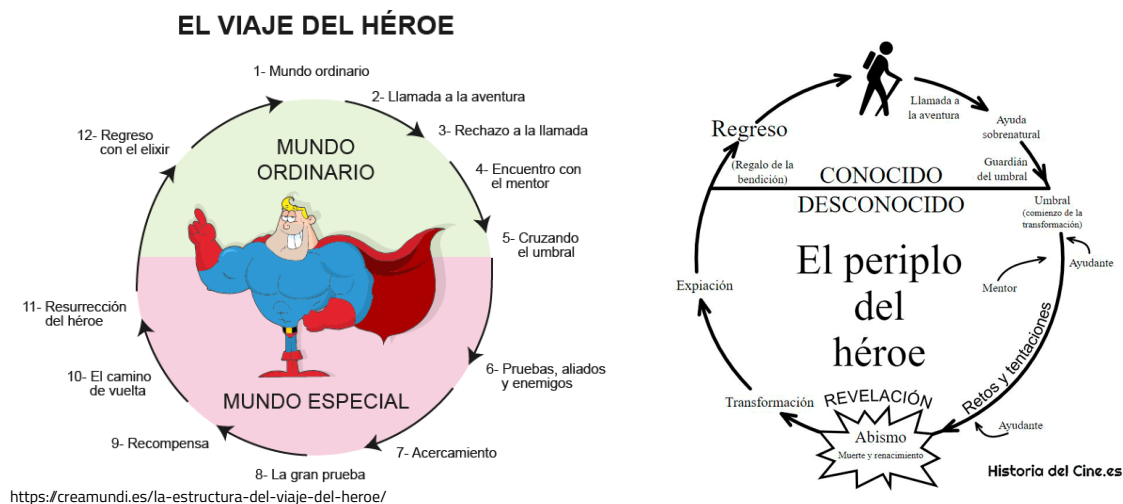 EL VIAJE DEL HÉROE
1- Mundo ordinario
2- Llamada a la aventura
3- Rechazo a la llamada
4- Encuentro con
el mentor
5- Cruzando
el umbral
6- Pruebas, aliados
y enemigos
7- Acercamiento
8- La gran prueba
9- Recompensa
10- El camino
de vuelta
11- Resurrección
del héroe
12- Regreso
con el elixir
MUNDO
ORDINARIO
MUNDO ESPECIAL
https://creamundi.es/la-estructura-del-viaje-del-heroe/
Llamada a
la aventura
Ayuda
sobrenatural
Guardián
del umbral
Umbral
(comienzo de la
transformación)
Ayudante
Mentor
Retos y tentaciones
Ayudante
REVELACIÓN
Abismo
Muerte y renacimiento
Transformación
Expiación
Regreso
(Regalo de la
bendición)
CONOCIDO
DESCONOCIDO
El periplo
del
héroe
Historia del Cine.es